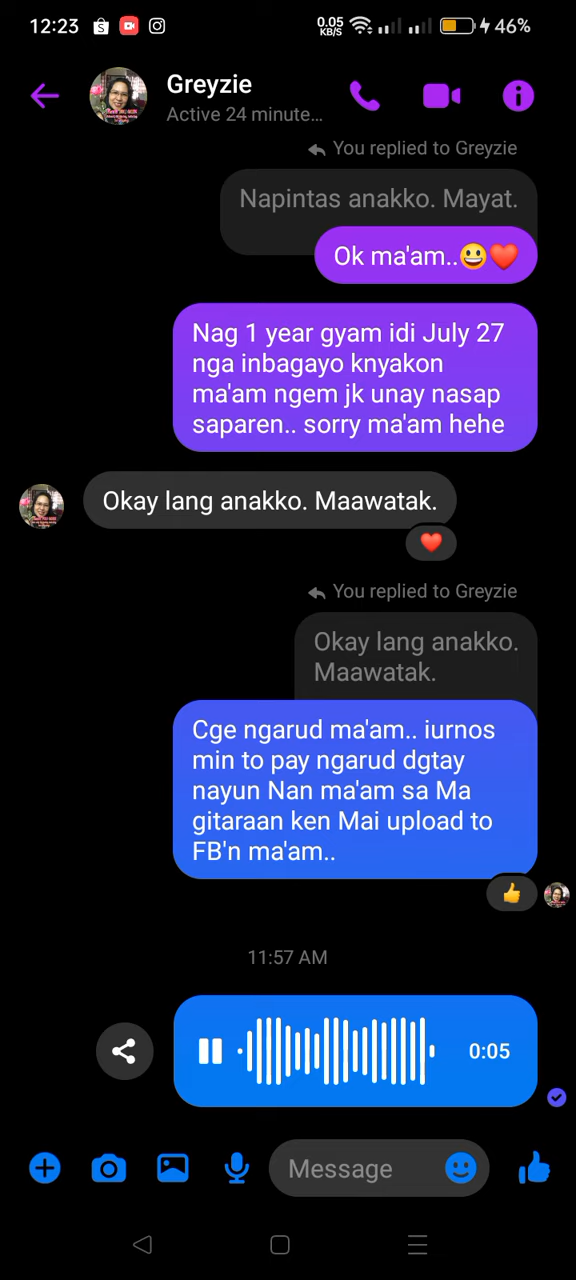 12:23
0.05
KB/S
46%
Greyzie
Active 24 minute...
You replied to Greyzie
Napintas anakko. Mayat.
Ok ma'am..😃❤️
Nag 1 year gyam idi July 27
nga inbagayo knyakon
ma'am ngem jk unay nasap
saparen.. sorry ma'am hehe
Okay lang anakko. Maawatak.
You replied to Greyzie
Okay lang anakko.
Maawatak.
Cge ngarud ma'am.. iurnos
min to pay ngarud dgtay
nayun Nan ma'am sa Ma
gitaraan ken Mai upload to
FB'n ma'am..
11:57 AM
0:05
Message